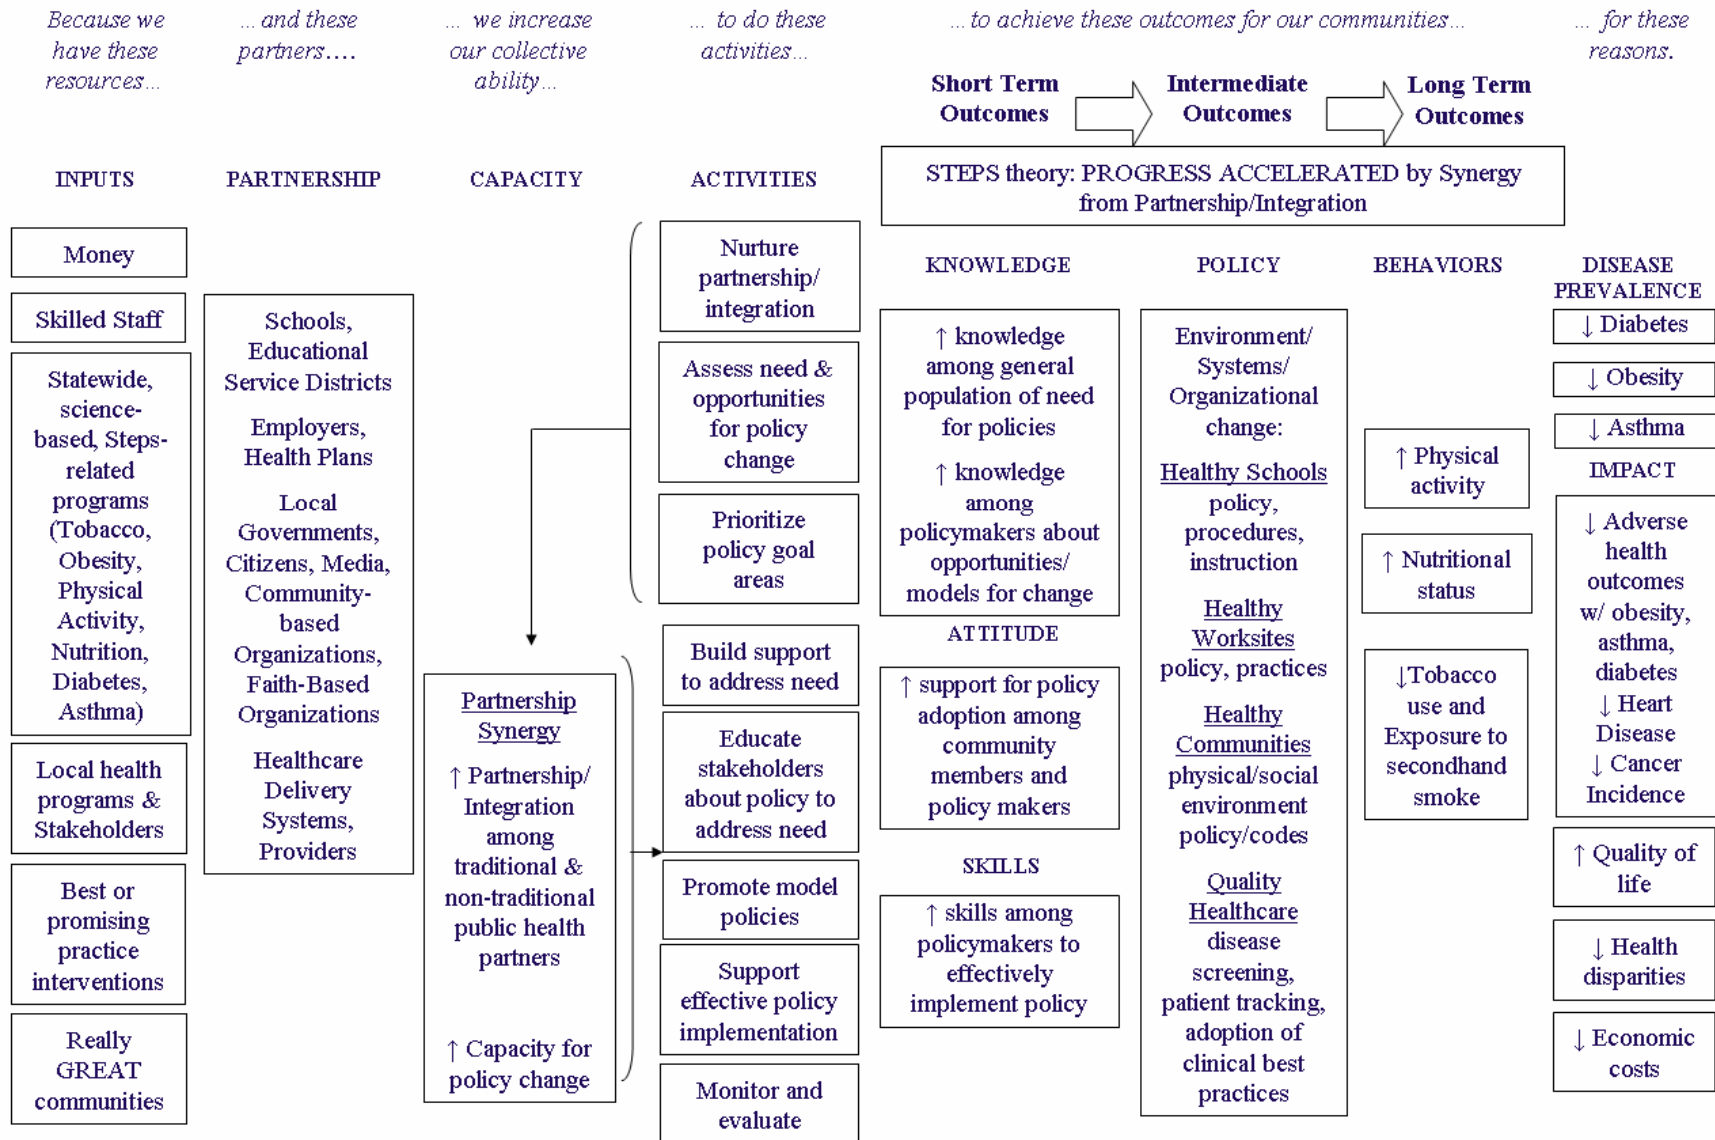 Because we
have these
resources…
… and these
partners….
… we increase
our collective
ability…
… to do these
activities…
…to achieve these outcomes for our communities…
… for these
reasons.
Short Term
Outcomes
Intermediate
Outcomes
Long Term
Outcomes
STEPS theory: PROGRESS ACCELERATED by Synergy
from Partnership/Integration
INPUTS
Money
Skilled Staff
Statewide,
science-
based, Steps-
related
programs
(Tobacco,
Obesity,
Physical
Activity,
Nutrition,
Diabetes,
Asthma)
Local health
programs &
Stakeholders
Best or
promising
practice
interventions
Really
GREAT
communities
PARTNERSHIP
Schools,
Educational
Service Districts
Employers,
Health Plans
Local
Governments,
Citizens, Media,
Community-
based
Organizations,
Faith-Based
Organizations
Healthcare
Delivery
Systems,
Providers
CAPACITY
Partnership
Synergy
↑ Partnership/
Integration
among
traditional &
non-traditional
public health
partners
↑ Capacity for
policy change
ACTIVITIES
Nurture
partnership/
integration
Assess need &
opportunities
for policy
change
Prioritize
policy goal
areas
Build support
to address need
Educate
stakeholders
about policy to
address need
Promote model
policies
Support
effective policy
implementation
Monitor and
evaluate
KNOWLEDGE
↑ knowledge
among general
population of need
for policies
↑ knowledge
among
policymakers about
opportunities/
models for change
ATTITUDE
↑ support for policy
adoption among
community
members and
policy makers
SKILLS
↑ skills among
policymakers to
effectively
implement policy
POLICY
Environment/
Systems/
Organizational
change:
Healthy Schools
policy,
procedures,
instruction
Healthy
Worksites
policy, practices
Healthy
Communities
physical/social
environment
policy/codes
Quality
Healthcare
disease
screening,
patient tracking,
adoption of
clinical best
practices
BEHAVIORS
↑ Physical
activity
↑ Nutritional
status
↓Tobacco
use and
Exposure to
secondhand
smoke
DISEASE
PREVALENCE
↓ Diabetes
↓ Obesity
↓ Asthma
IMPACT
↓ Adverse
health
outcomes
w/ obesity,
asthma,
diabetes
↓ Heart
Disease
↓ Cancer
Incidence
↑ Quality of
life
↓ Health
disparities
↓ Economic
costs